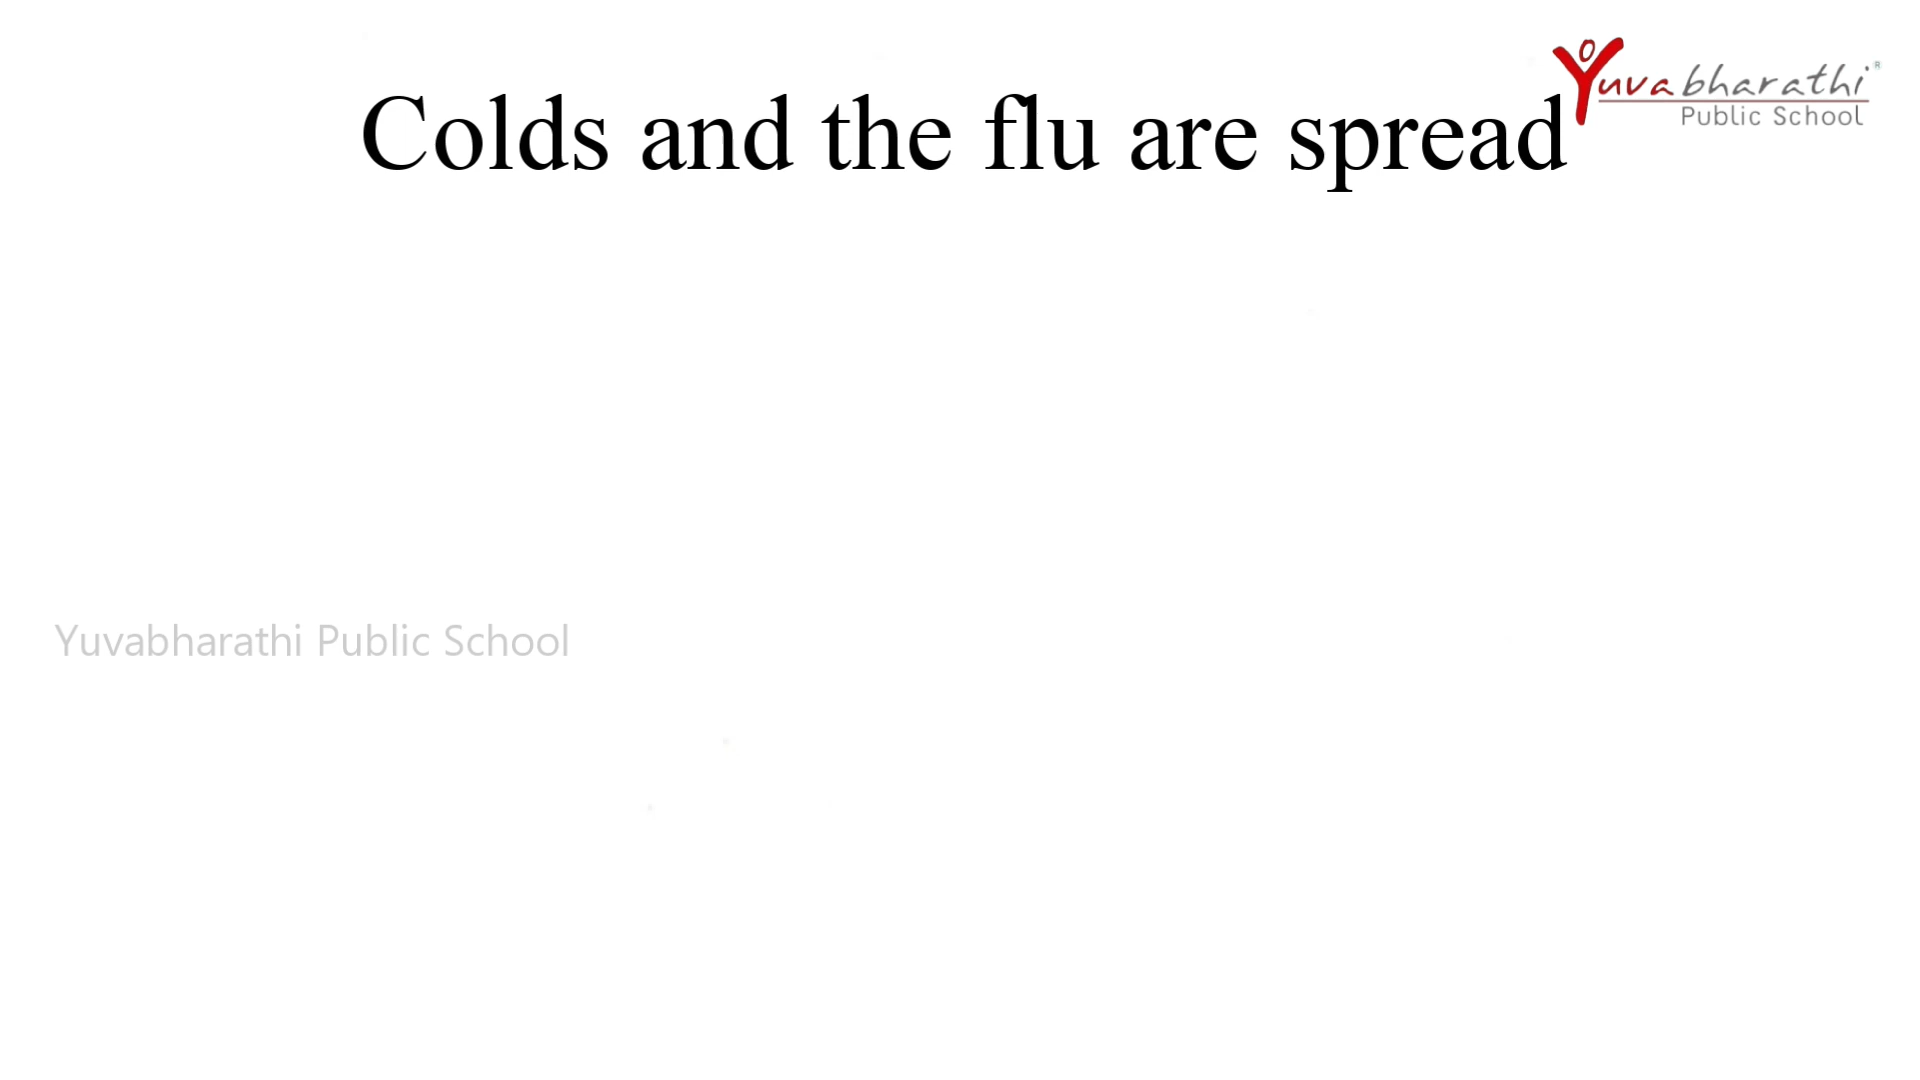 Colds and the flu are spread
Yuvabharathi®
Public School
Yuvabharathi Public School